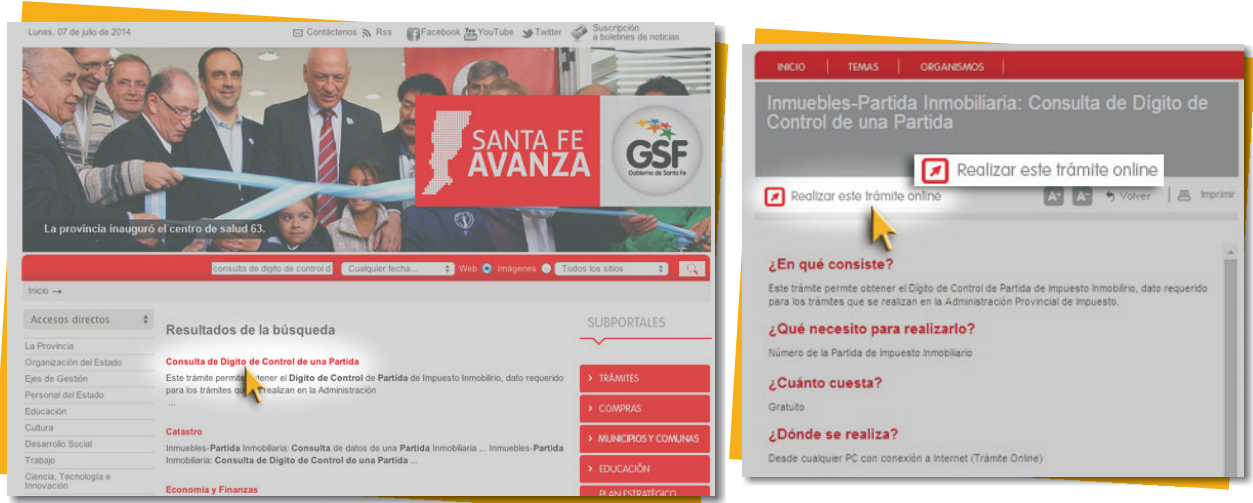 Lunes, 07 de julio de 2014
Contáctenos Rss Facebook YouTube Twitter Suscripción
a boletines de noticias
SANTA FE
AVANZA
GSF
Gobierno de Santa Fe
La provincia inauguró el centro de salud 63.
consulta de digito de control d Cualquier fecha... Web Imágenes Todos los sitios
Inicio →
Accesos directos
La Provincia
Organización del Estado
Ejes de Gestión
Personal del Estado
Educación
Cultura
Desarrollo Social
Trabajo
Ciencia, Tecnología e
Innovación
Resultados de la búsqueda
Consulta de Dígito de Control de una Partida
Este trámite permite obtener el Digito de Control de Partida de Impuesto Inmobilirio, dato requerido
para los trámites que se realizan en la Administración
...
Catastro
Inmuebles-Partida Inmobiliaria: Consulta de datos de una Partida Inmobiliaria ... Inmuebles-Partida
Inmobiliaria: Consulta de Digito de Control de una Partida ...
Economía y Finanzas
SUBPORTALES
TRÁMITES
COMPRAS
MUNICIPIOS Y COMUNAS
EDUCACIÓN
PLAN ESTRATÉGICO
INICIO | TEMAS | ORGANISMOS |
Inmuebles-Partida Inmobiliaria: Consulta de Dígito de
Control de una Partida
Realizar este trámite online
Realizar este trámite online A+ A- Volver | Imprimir
¿En qué consiste?
Este trámite permite obtener el Dígito de Control de Partida de Impuesto Inmobilirio, dato requerido
para los trámites que se realizan en la Administración Provincial de Impuesto.
¿Qué necesito para realizarlo?
Número de la Partida de Impuesto Inmobiliario
¿Cuánto cuesta?
Gratuito
¿Dónde se realiza?
Desde cualquier PC con conexión a Internet (Trámite Online)